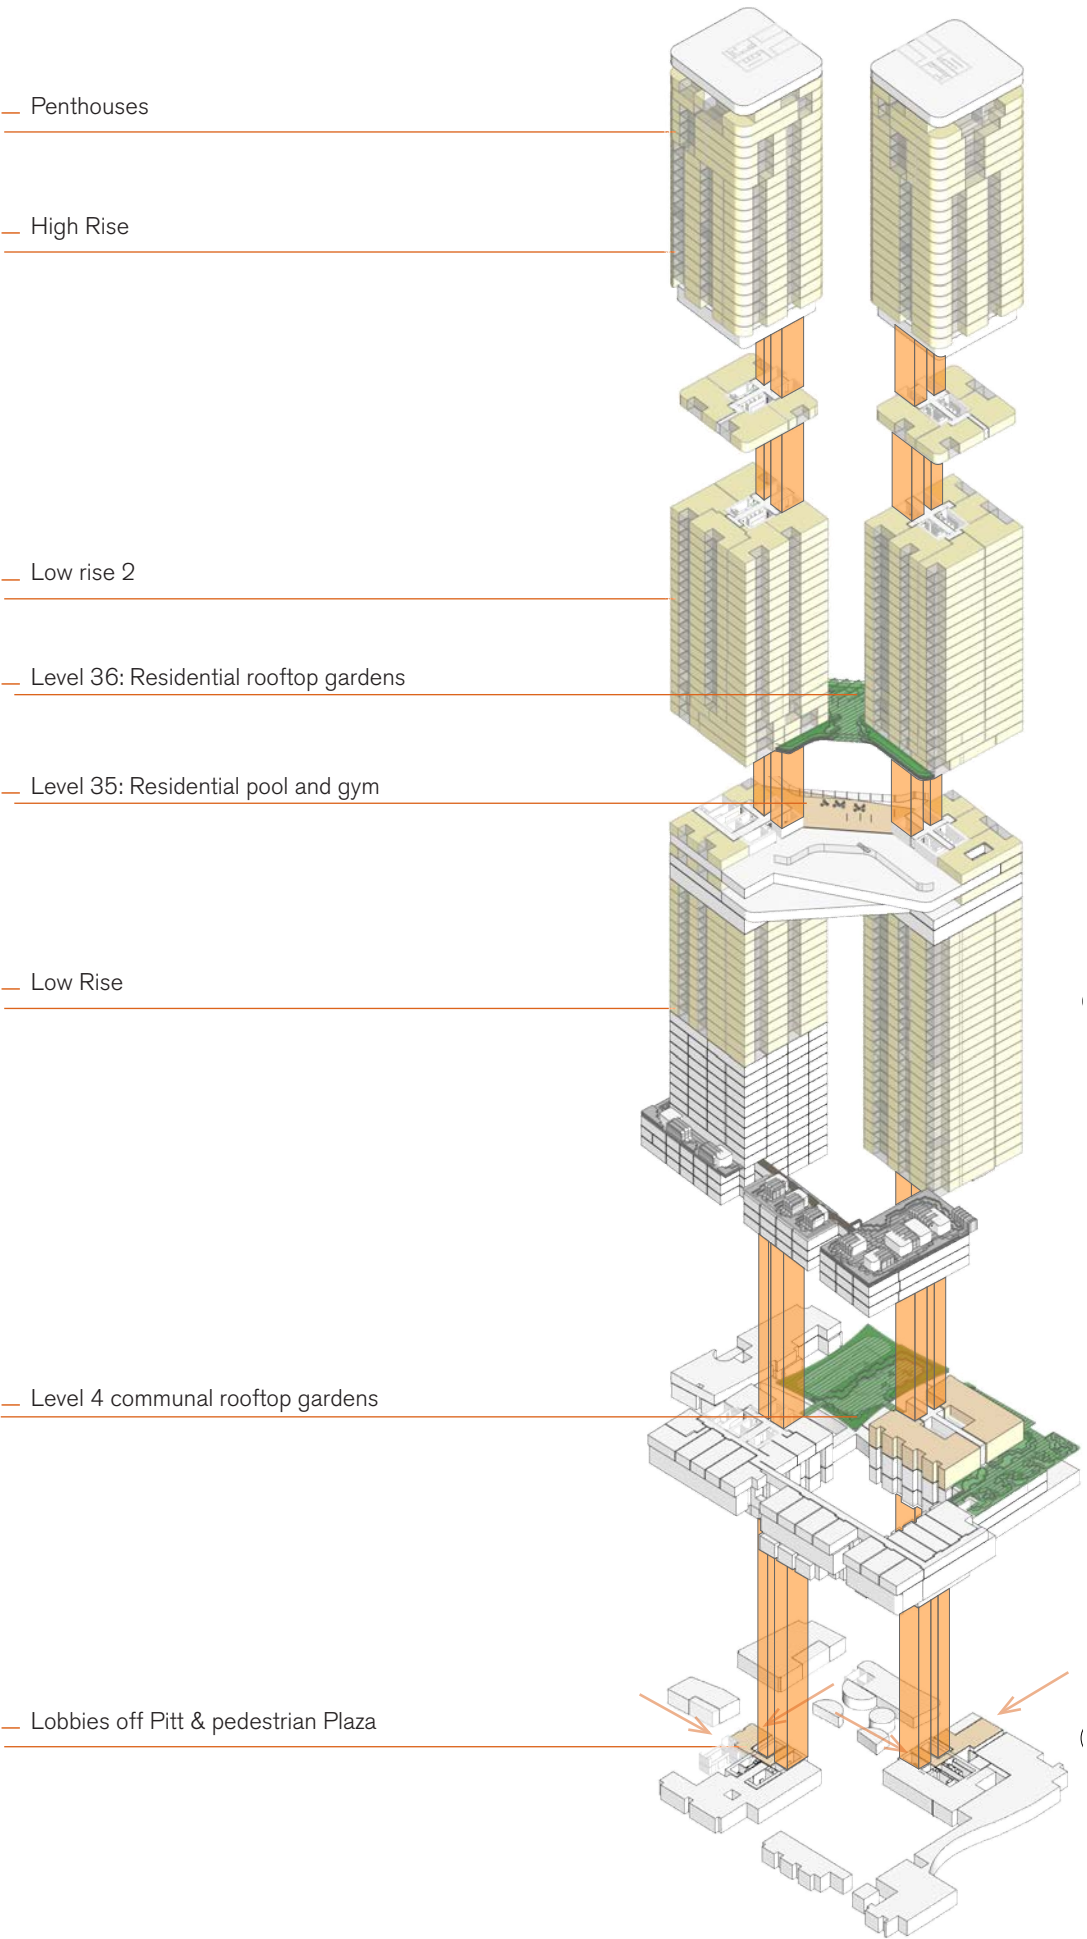 Penthouses
High Rise
Low rise 2
Level 36: Residential rooftop gardens
Level 35: Residential pool and gym
Low Rise
Level 4 communal rooftop gardens
Lobbies off Pitt & pedestrian Plaza